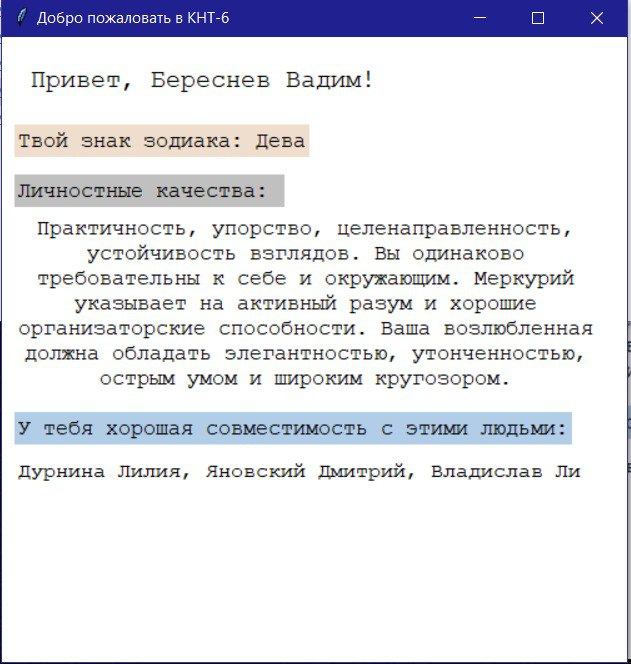 Добро пожаловать в КНТ-6
Привет, Береснев Вадим!
Твой знак зодиака: Дева
Личностные качества:
Практичность, упорство, целенаправленность,
устойчивость взглядов. Вы одинаково
требовательны к себе и окружающим. Меркурий
указывает на активный разум и хорошие
организаторские способности. Ваша возлюбленная
должна обладать элегантностью, утонченностью,
острым умом и широким кругозором.
У тебя хорошая совместимость с этими людьми:
Дурнина Лилия, Яновский Дмитрий, Владислав Ли